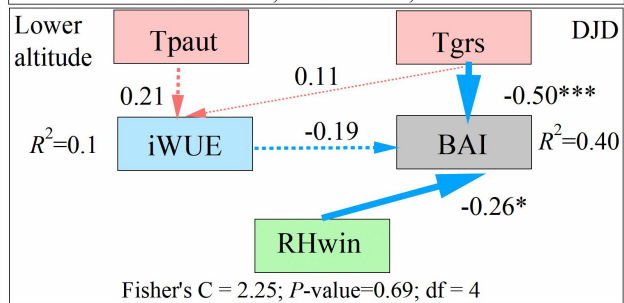 Lower
altitude
Tpaut
Tgrs
DJD
0.11
0.21
-0.50***
R²=0.1
iWUE
-0.19
BAI
R²=0.40
-0.26*
RHwin
Fisher's C = 2.25; P-value=0.69; df = 4